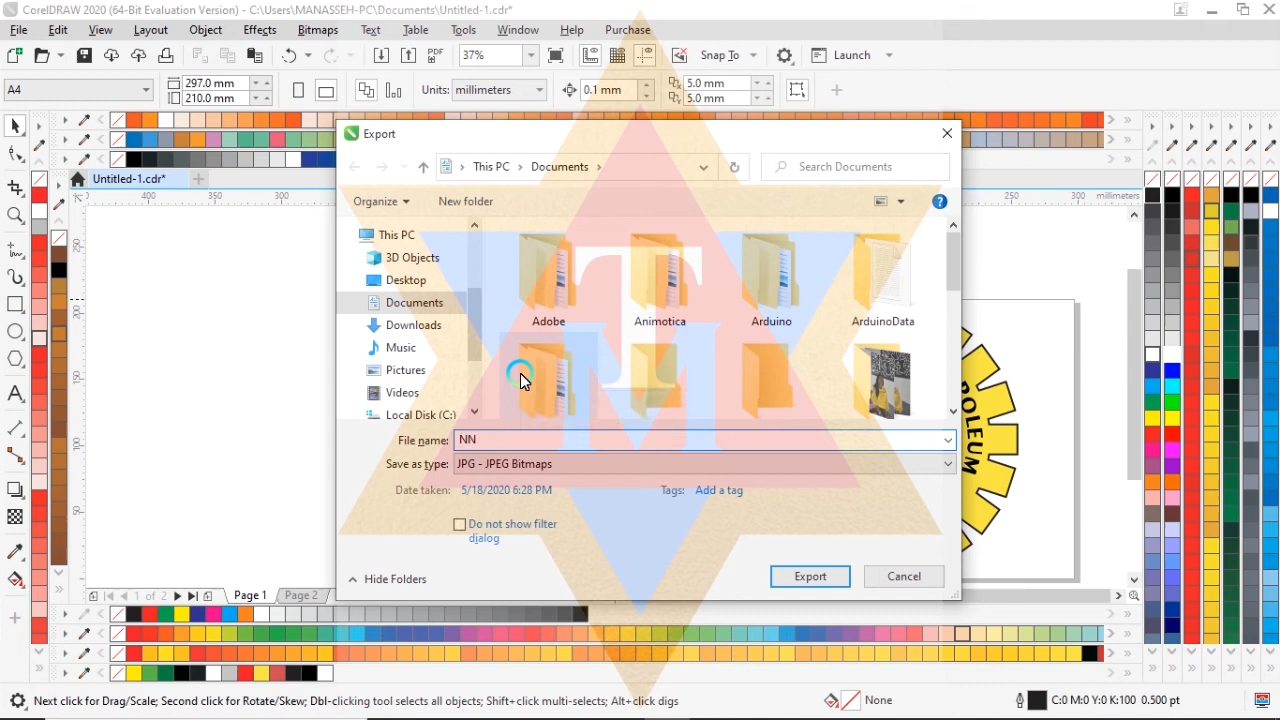 CorelDRAW 2020 (64-Bit Evaluation Version) - C:\Users\MANASSEH-PC\Documents\Untitled-1.cdr*
File Edit View Layout Object Effects Bitmaps Text Table Tools Window Help Purchase
PDF 37% Snap To Launch
A4 297.0 mm 210.0 mm Units: millimeters 0.1 mm 5.0 mm 5.0 mm
Export
This PC Documents Search Documents
Untitled-1.cdr*
400 350 300 250 millimeters
Organize New folder
This PC
3D Objects
Desktop
Documents
Downloads
Music
Pictures
Videos
Local Disk (C:)
Adobe Animotica Arduino ArduinoData
T
M
OLEUM
File name: NN
Save as type: JPG - JPEG Bitmaps
Date taken: 5/18/2020 6:28 PM Tags: Add a tag
Do not show filter
dialog
Hide Folders Export Cancel
1 of 2 Page 1 Page 2
Next click for Drag/Scale; Second click for Rotate/Skew; Dbl-clicking tool selects all objects; Shift+click multi-selects; Alt+click digs None C:0 M:0 Y:0 K:100 0.500 pt